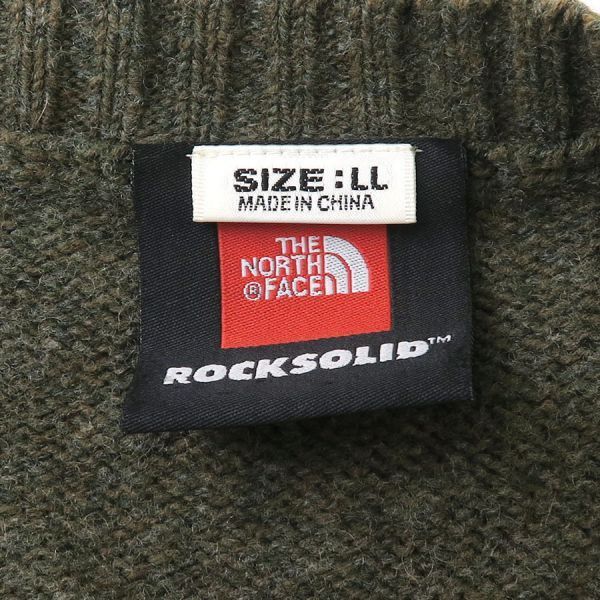 SIZE:LL
MADE IN CHINA
THE
NORTH
®FACE
ROCKSOLID™